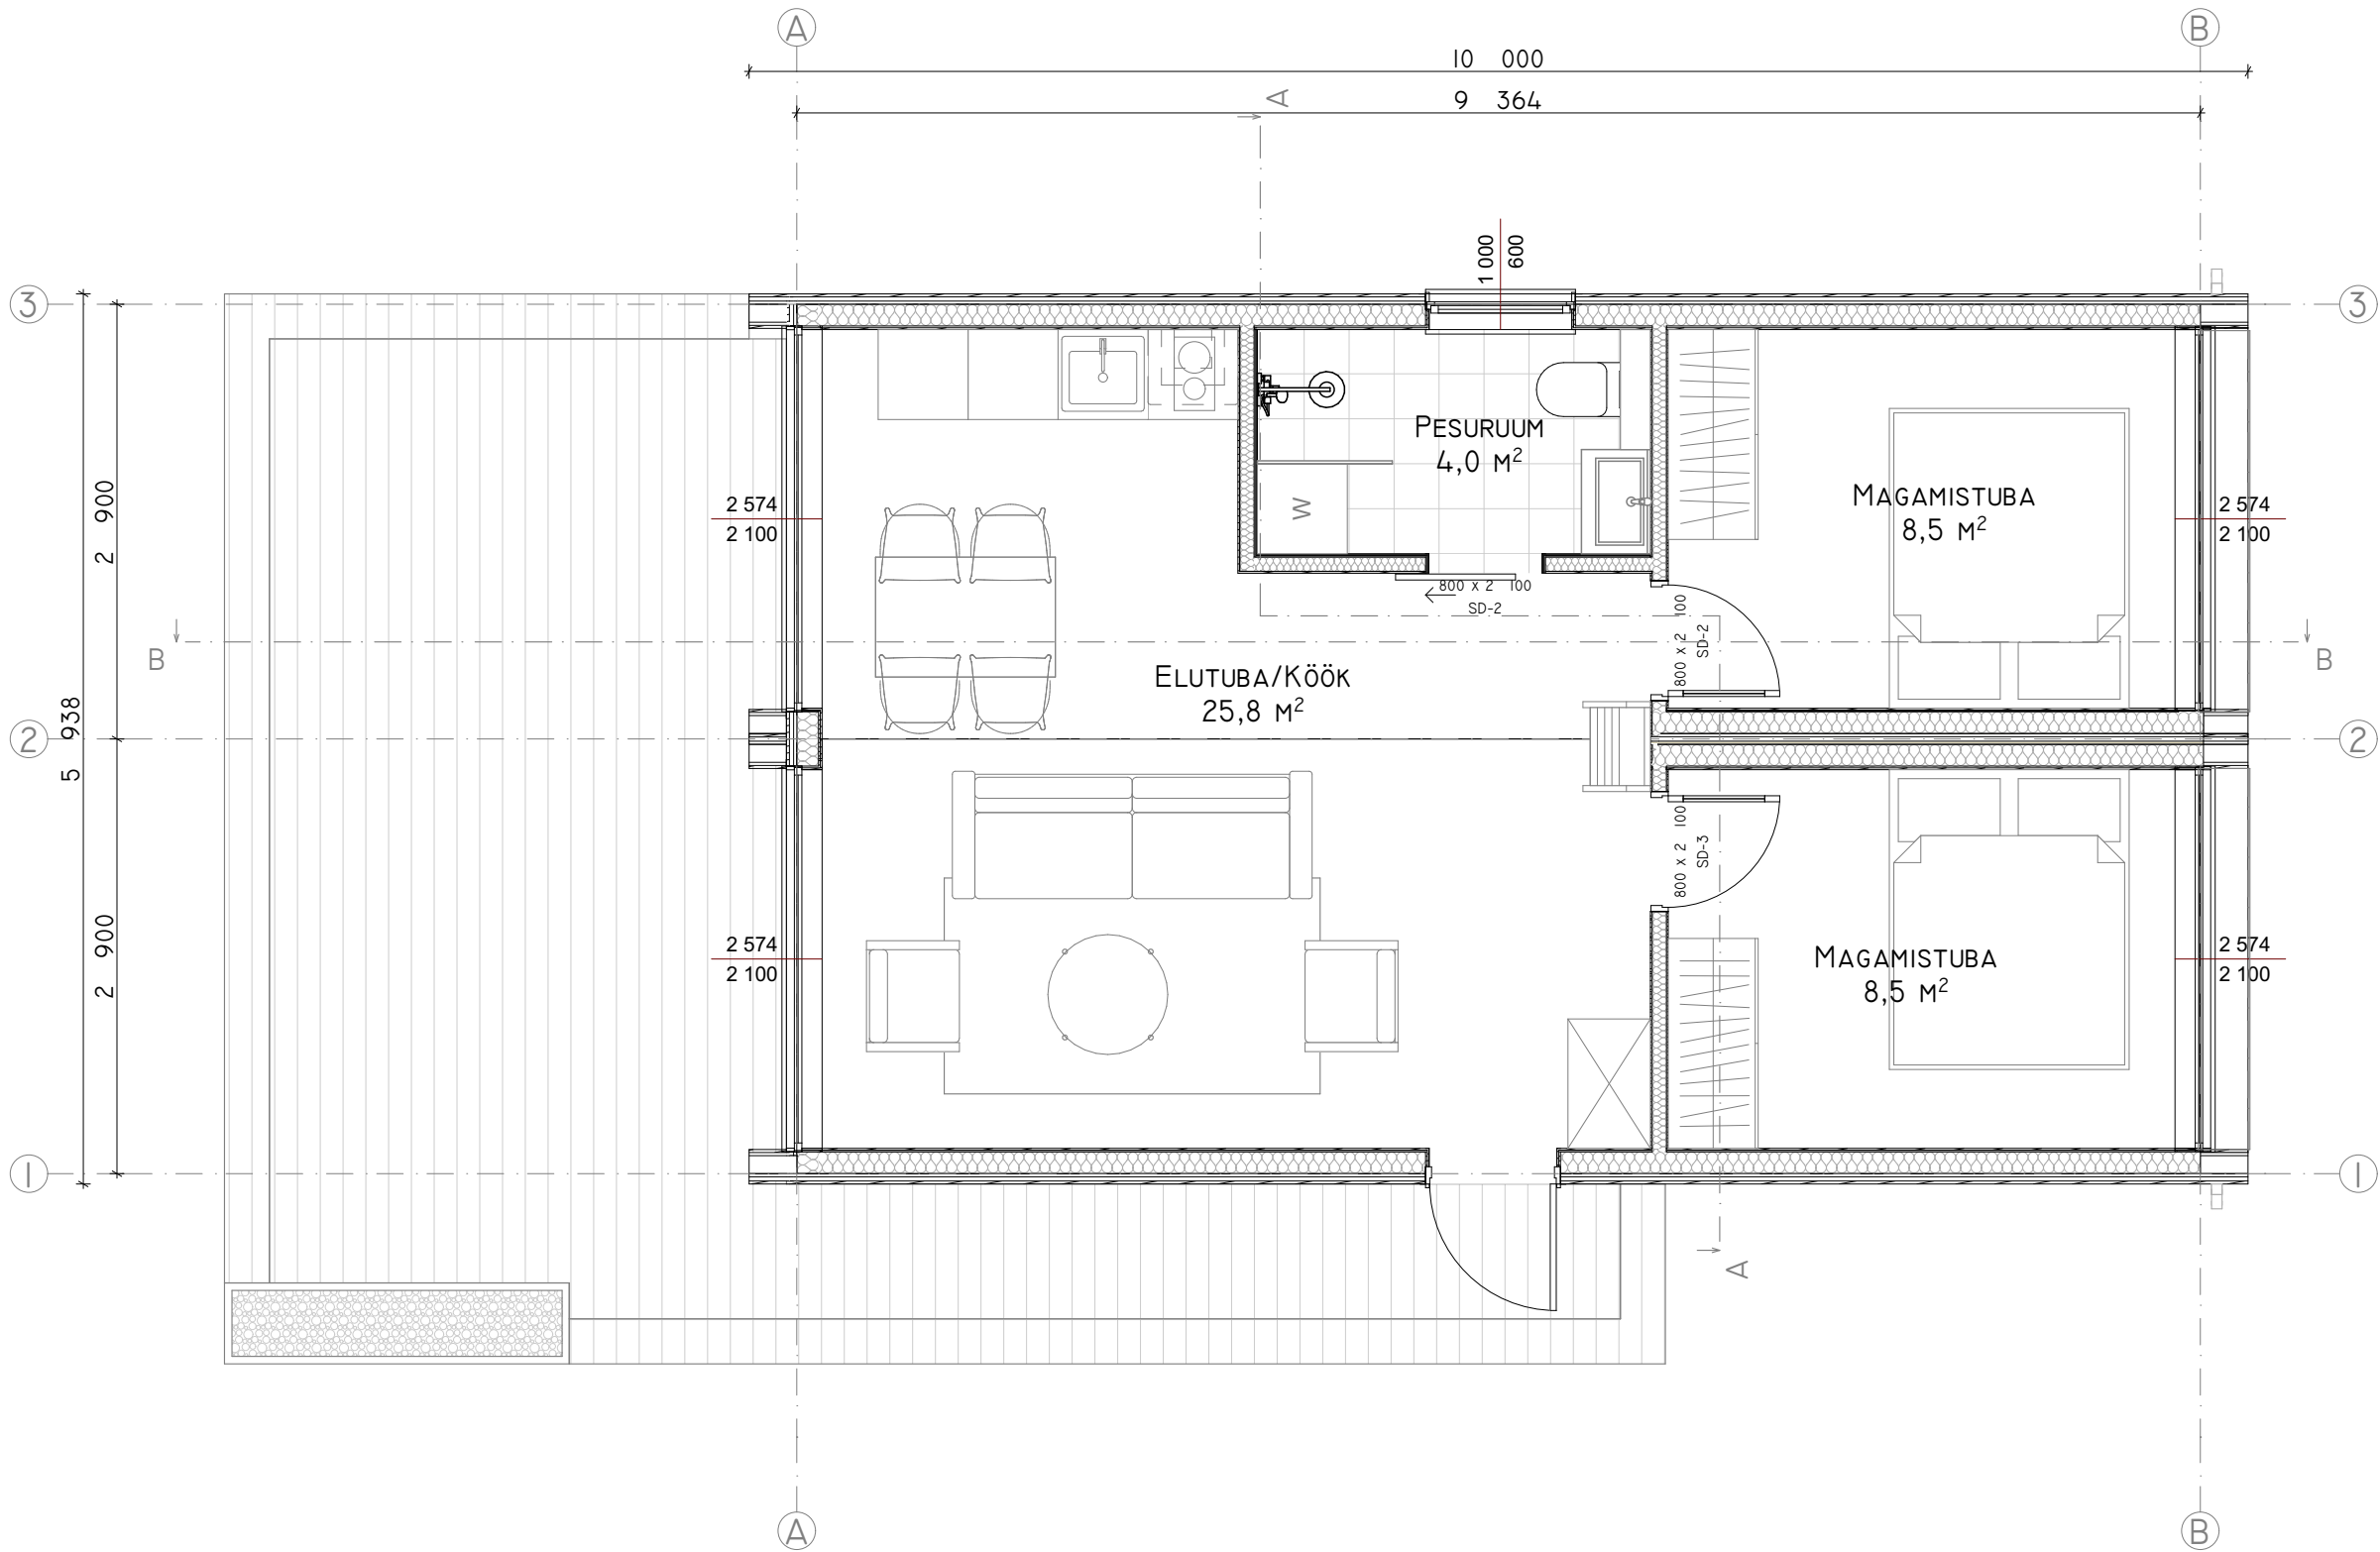 A
B
10 000
9 364
A
1 000
600
3
3
PESURUUM
4,0 M²
W
MAGAMISTUBA
8,5 M²
2 574
2 100
2 574
2 100
2 900
800 x 2 100
SD-2
800 x 2 100
SD-2
B
B
ELUTUBA/KÖÖK
25,8 M²
5 938
2
2
800 x 2 100
SD-3
2 900
2 574
2 100
MAGAMISTUBA
8,5 M²
2 574
2 100
1
1
A
A
B